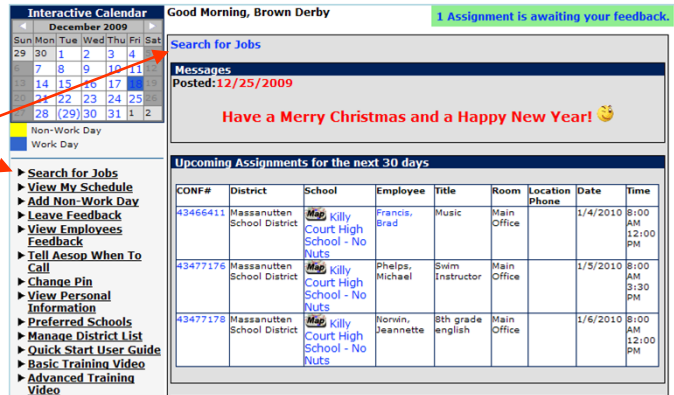 Interactive Calendar
December 2009
Sun Mon Tue Wed Thu Fri Sat
29 30 1 2 3 4
6 7 8 9 10 11 12
13 14 15 16 17 18 19
20 21 22 23 24 25 26
27 28 (29) 30 31 1 2
Non-Work Day
Work Day
Search for Jobs
View My Schedule
Add Non-Work Day
Leave Feedback
View Employees
Feedback
Tell Aesop When To
Call
Change Pin
View Personal
Information
Preferred Schools
Manage District List
Quick Start User Guide
Basic Training Video
Advanced Training
Video
Good Morning, Brown Derby
1 Assignment is awaiting your feedback.
Search for Jobs
Messages
Posted:12/25/2009
Have a Merry Christmas and a Happy New Year!
Upcoming Assignments for the next 30 days
CONF# District School Employee Title Room Location Date Time
Phone
43466411 Massanutten Map Killy Francis, Music Main 1/4/2010 8:00
School District Court High Brad Office AM
School - No 12:00
Nuts PM
43477176 Massanutten Map Killy Phelps, Swim Main 1/5/2010 8:00
School District Court High Michael Instructor Office AM
School - No 3:30
Nuts PM
43477178 Massanutten Map Killy Norwin, 8th grade Main 1/6/2010 8:00
School District Court High Jeannette english Office AM
School - No 12:00
Nuts PM